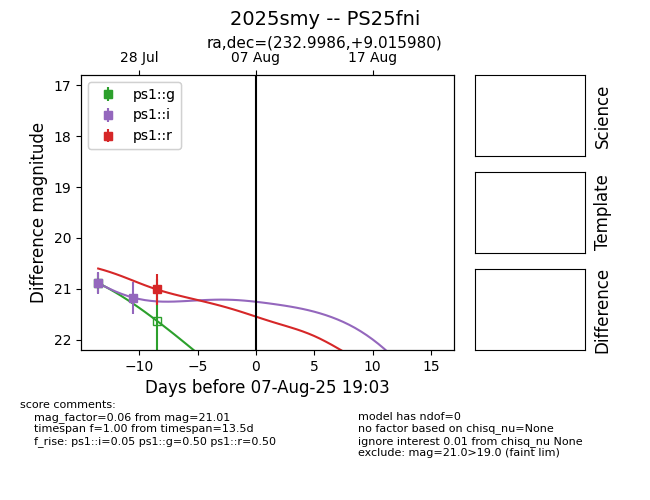 2025smy -- PS25fni
ra,dec=(232.9986,+9.015980)
28 Jul 07 Aug 17 Aug
17
18
19
20
21
22
Difference magnitude
ps1::g
ps1::i
ps1::r
−10 −5 0 5 10 15
Days before 07-Aug-25 19:03
Science
Template
Difference
score comments:
mag_factor=0.06 from mag=21.01
timespan f=1.00 from timespan=13.5d
f_rise: ps1::i=0.05 ps1::g=0.50 ps1::r=0.50
model has ndof=0
no factor based on chisq_nu=None
ignore interest 0.01 from chisq_nu None
exclude: mag=21.0>19.0 (faint lim)